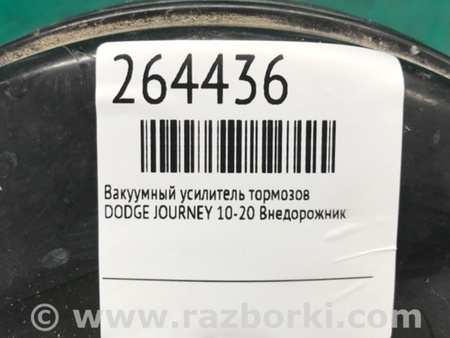 264436
Вакуумный усилитель тормозов
DODGE JOURNEY 10-20 Внедорожник
© www.razborki.com